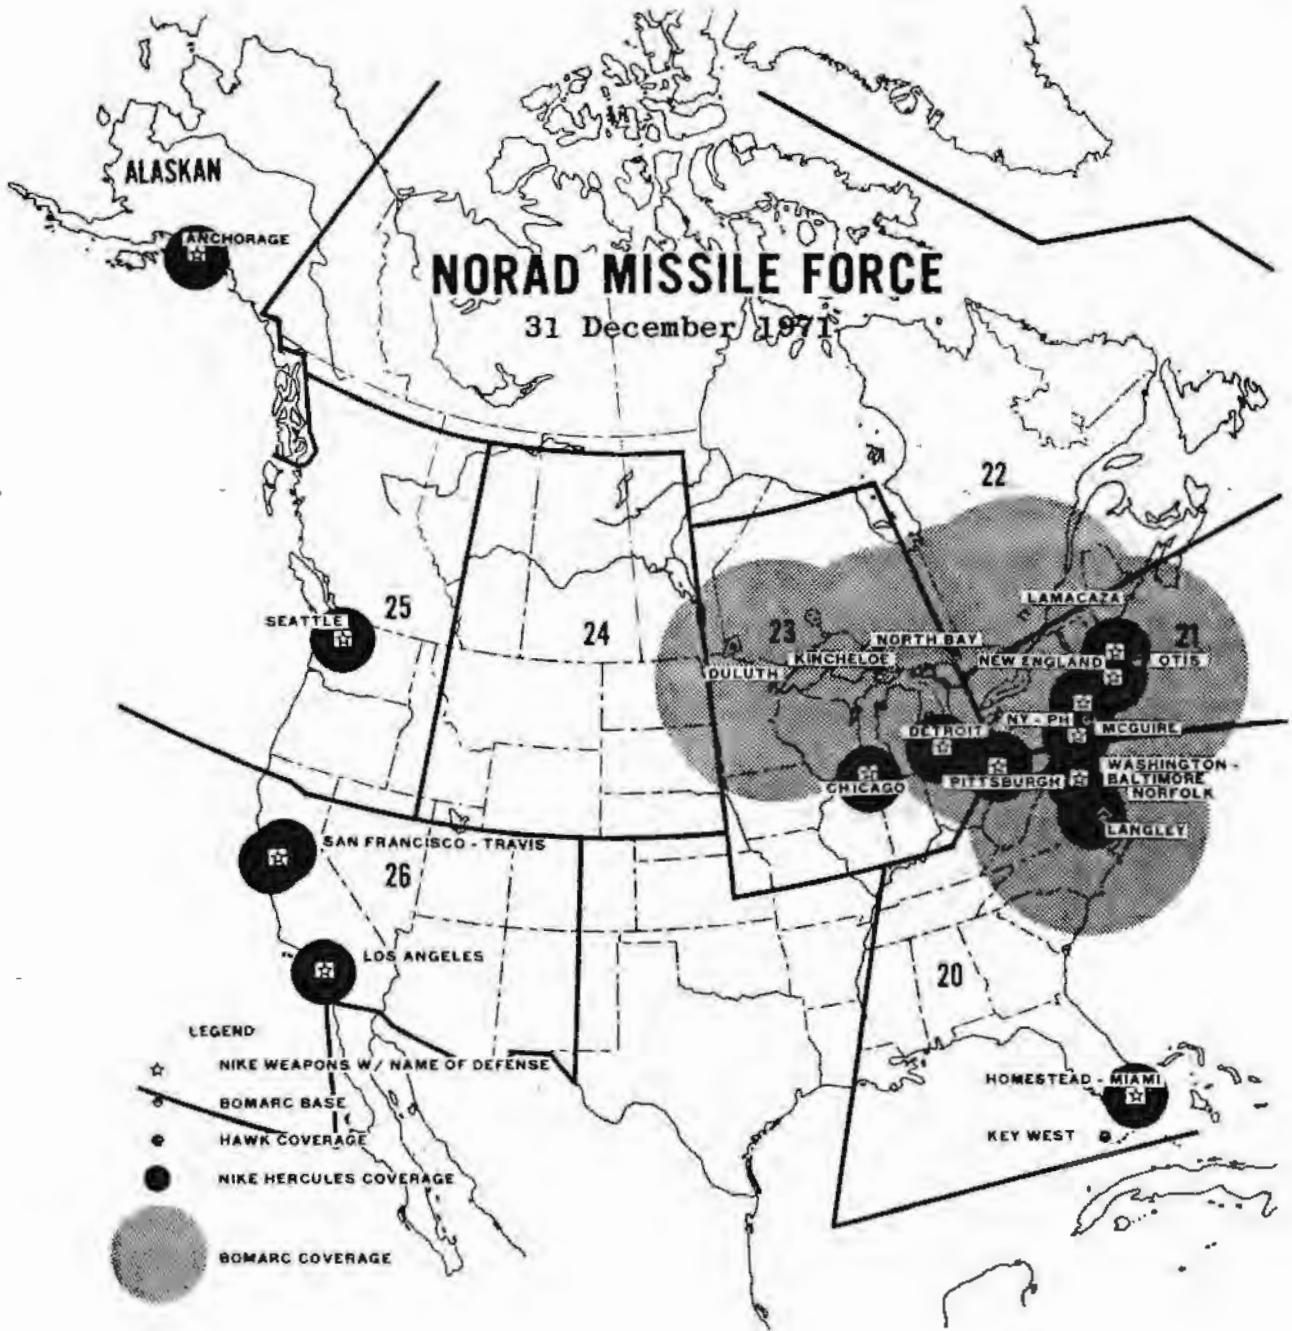 ALASKAN
ANCHORAGE
NORAD MISSILE FORCE
31 December 1971
22
25
SEATTLE
24
23
LAMACAZA
21
NORTH BAY
KINCHELOE
NEW ENGLAND
OTIS
DULUTH
NY - PH
MCGUIRE
DETROIT
WASHINGTON -
BALTIMORE
PITTSBURGH
CHICAGO
NORFOLK
LANGLEY
SAN FRANCISCO - TRAVIS
26
LOS ANGELES
20
LEGEND
NIKE WEAPONS W/ NAME OF DEFENSE
BOMARC BASE
HAWK COVERAGE
NIKE HERCULES COVERAGE
BOMARC COVERAGE
HOMESTEAD - MIAMI
KEY WEST